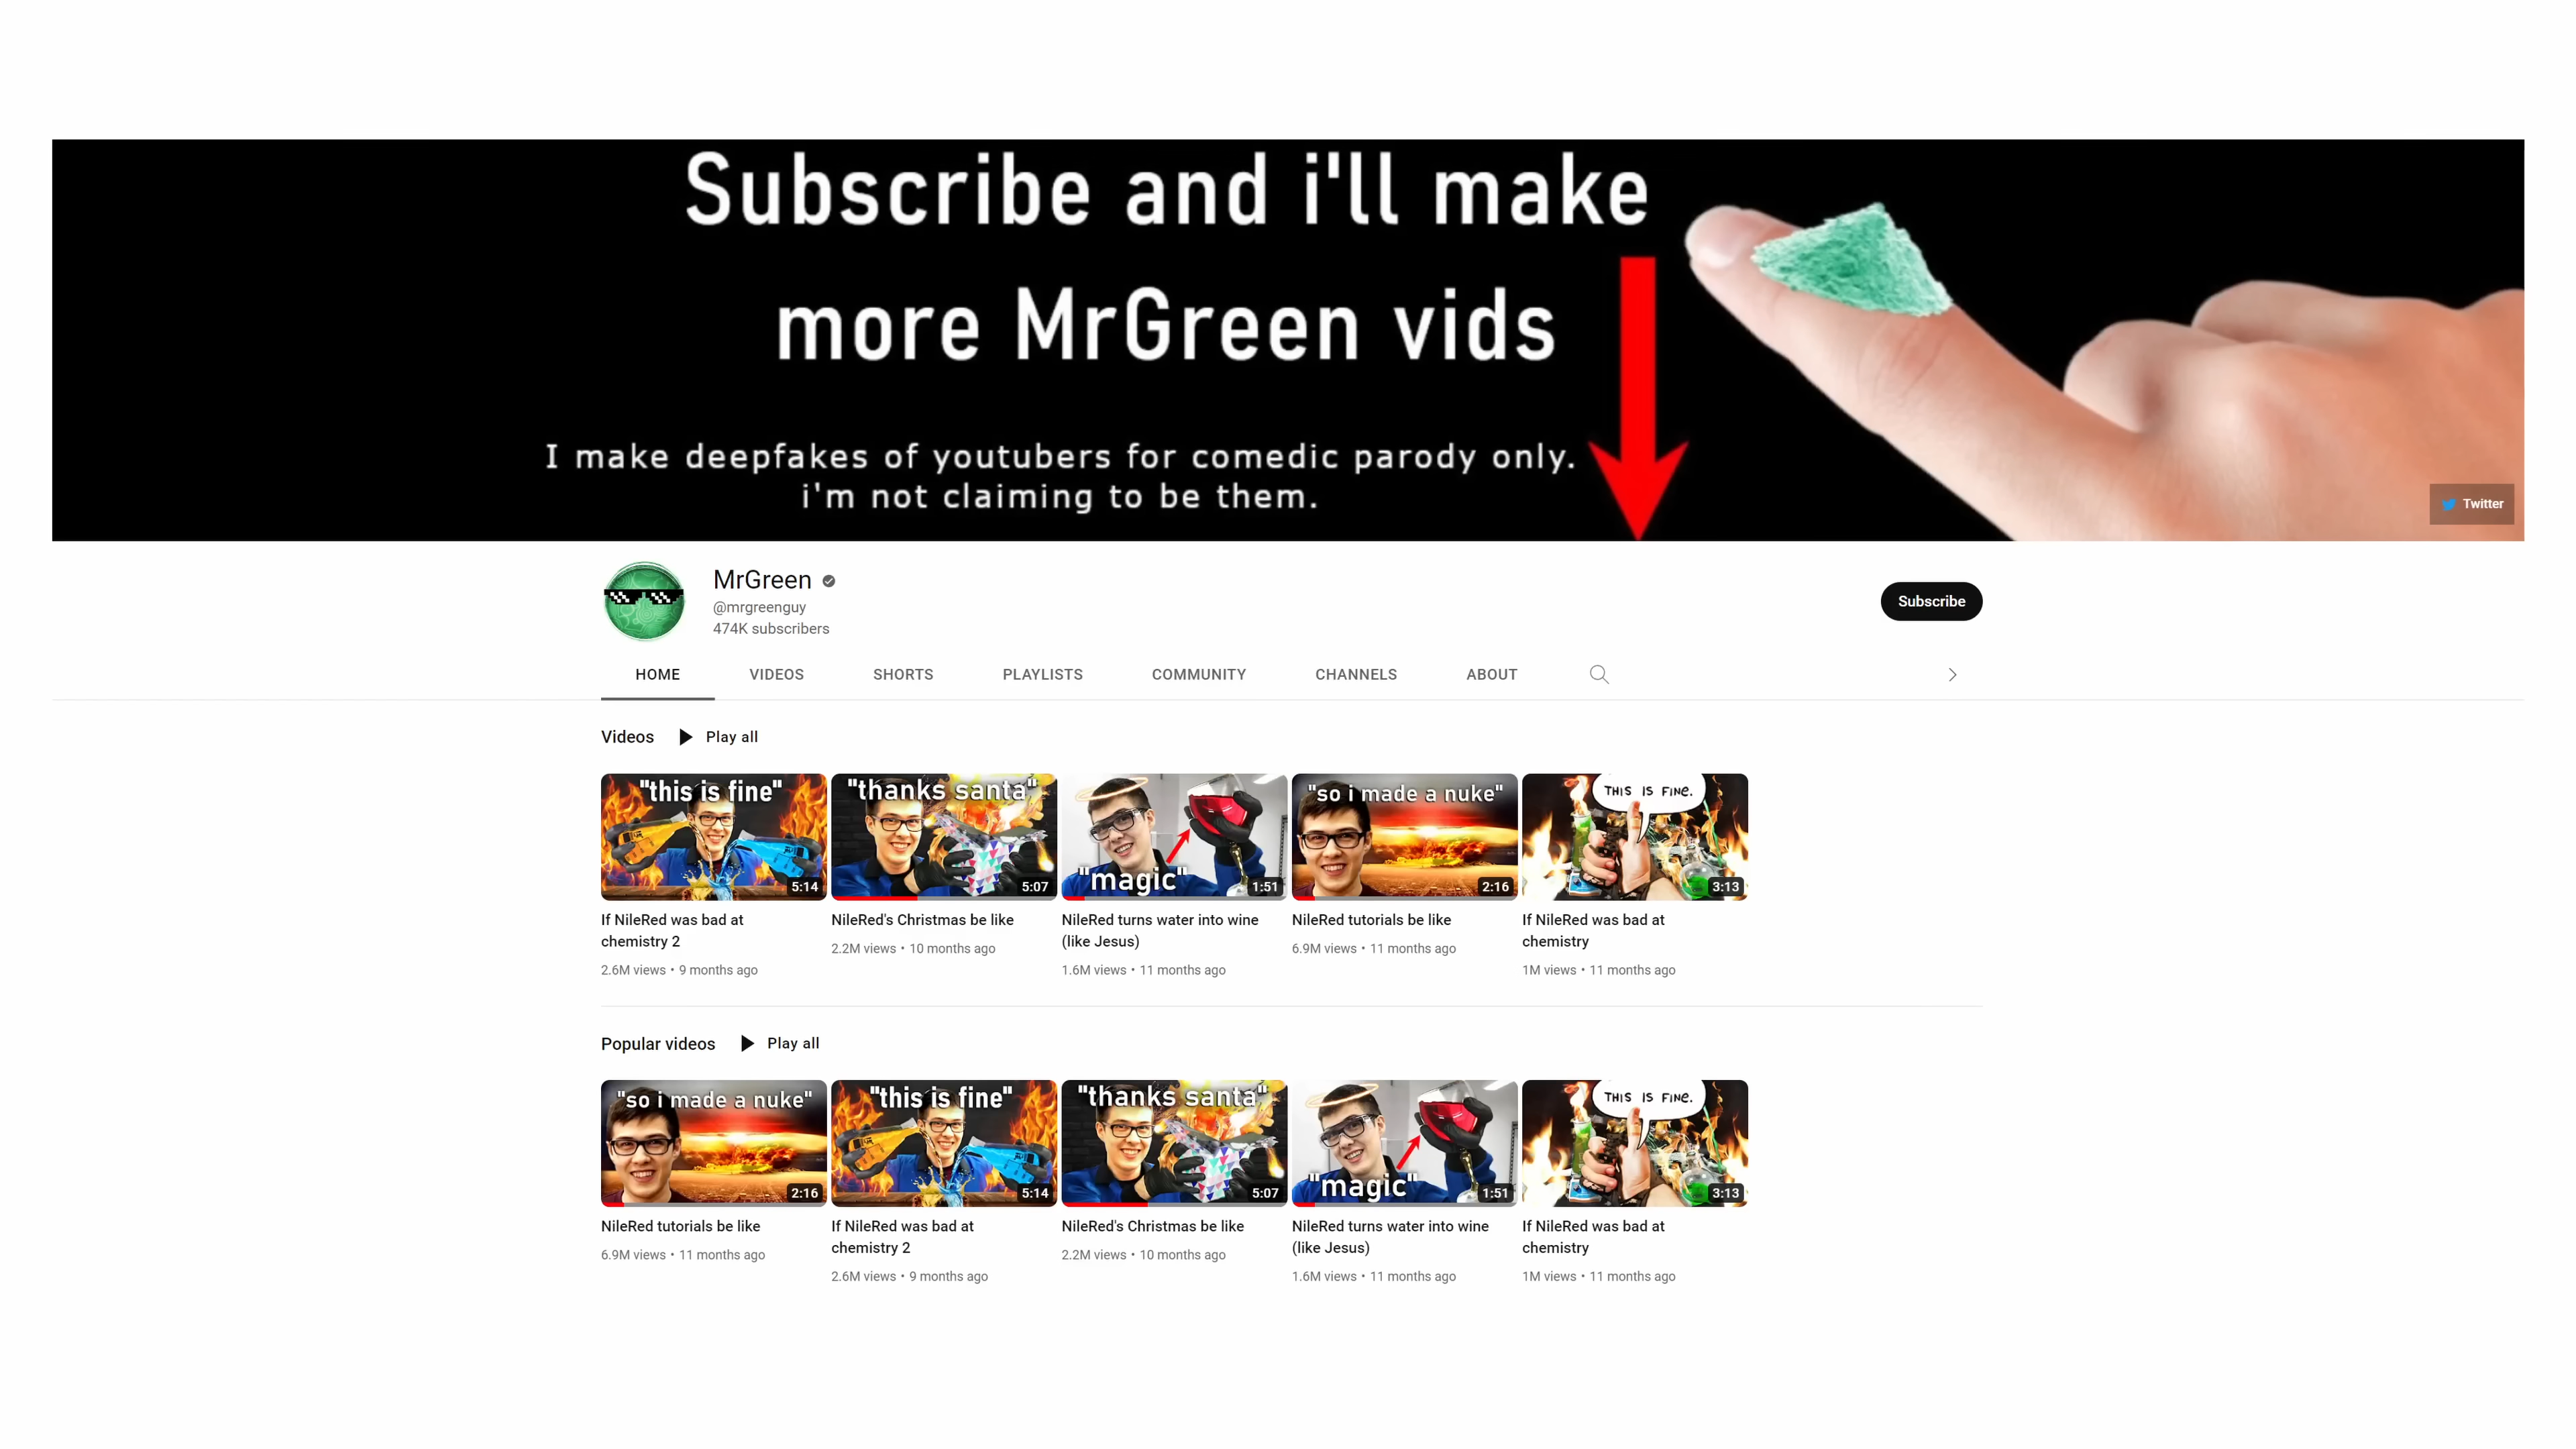 Subscribe and i'll make
more MrGreen vids
I make deepfakes of youtubers for comedic parody only.
i'm not claiming to be them.
Twitter
MrGreen
@mrgreenguy
474K subscribers
Subscribe
HOME VIDEOS SHORTS PLAYLISTS COMMUNITY CHANNELS ABOUT
Videos Play all
"this is fine" "thanks santa" "magic" "so i made a nuke" THIS IS FINE.
5:14 5:07 1:51 2:16 3:13
If NileRed was bad at NileRed's Christmas be like NileRed turns water into wine NileRed tutorials be like If NileRed was bad at
chemistry 2 (like Jesus) chemistry
2.2M views • 10 months ago 6.9M views • 11 months ago
2.6M views • 9 months ago 1.6M views • 11 months ago 1M views • 11 months ago
Popular videos Play all
"so i made a nuke" "this is fine" "thanks santa" "magic" THIS IS FINE.
2:16 5:14 5:07 1:51 3:13
NileRed tutorials be like If NileRed was bad at NileRed's Christmas be like NileRed turns water into wine If NileRed was bad at
chemistry 2 (like Jesus) chemistry
6.9M views • 11 months ago 2.2M views • 10 months ago
2.6M views • 9 months ago 1.6M views • 11 months ago 1M views • 11 months ago